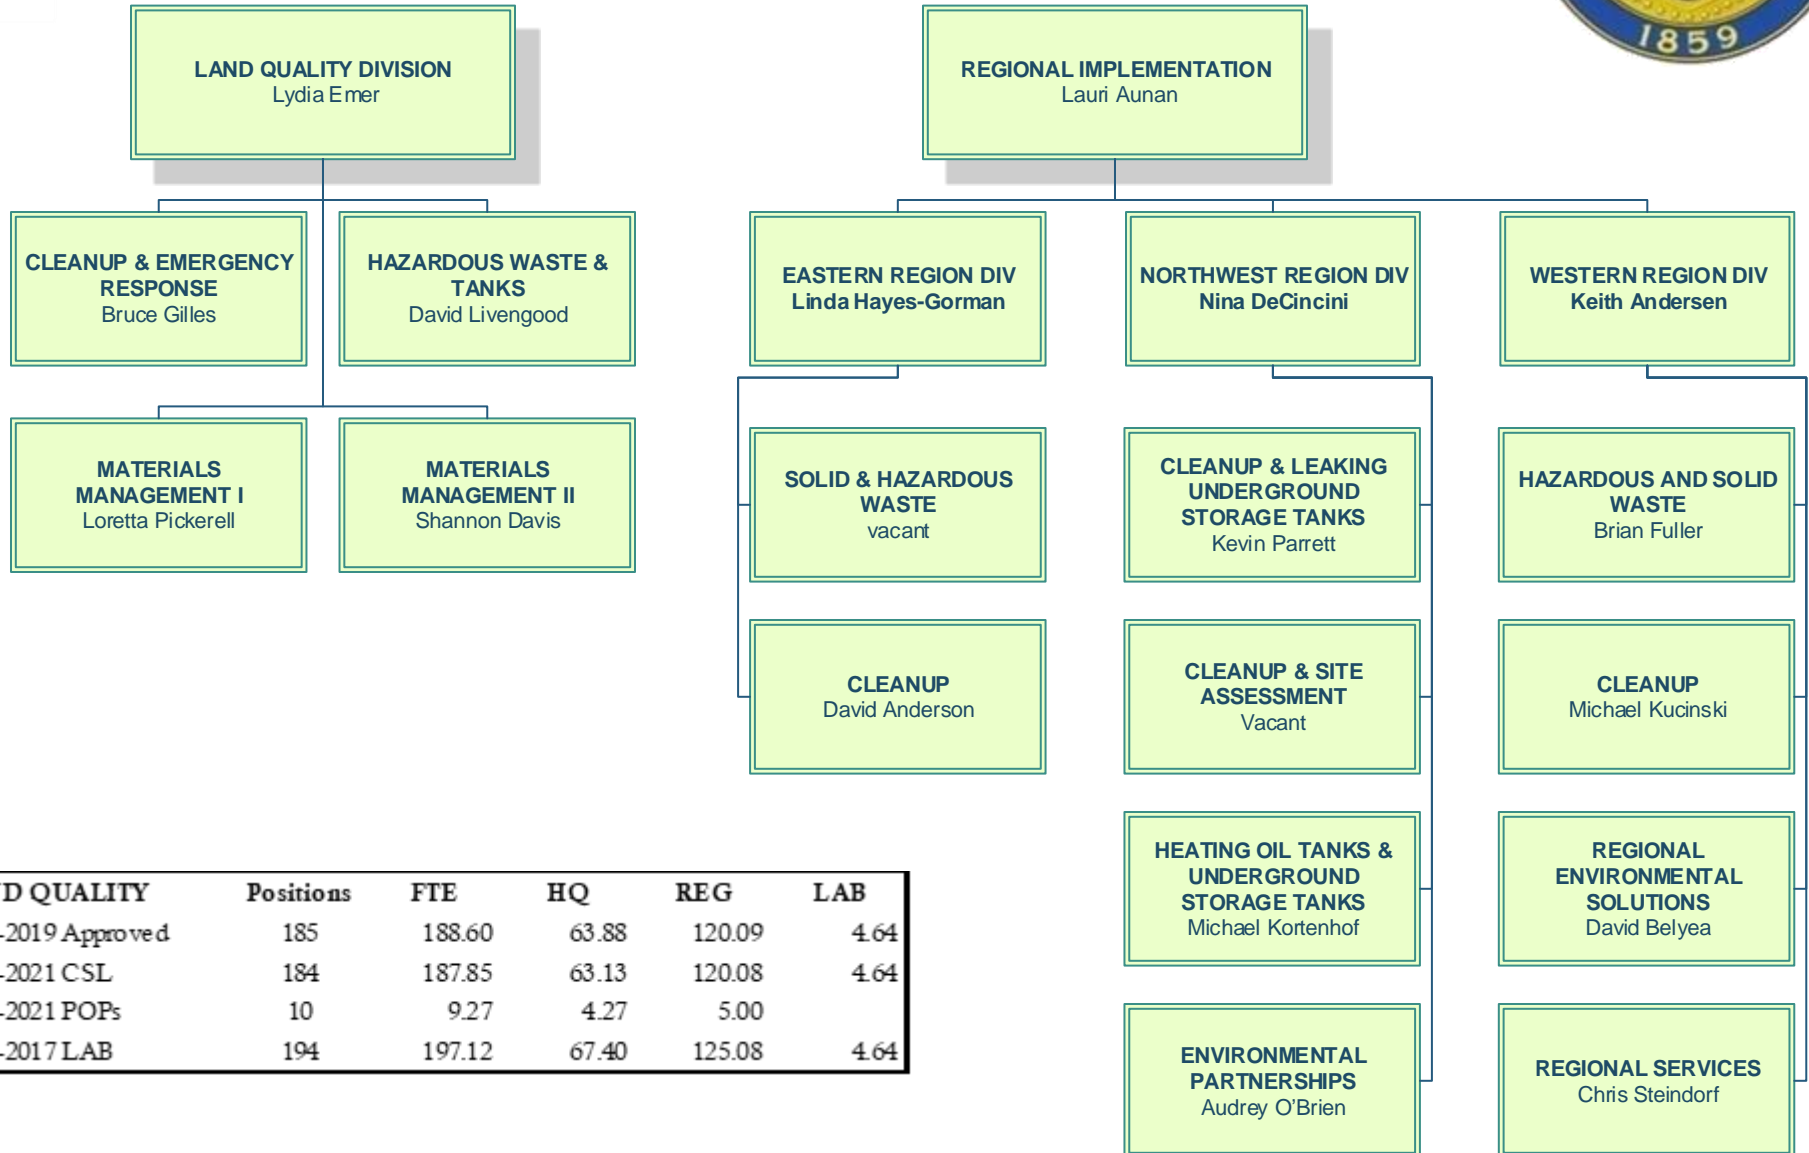 1859
LAND QUALITY DIVISION
Lydia Emer
REGIONAL IMPLEMENTATION
Lauri Aunan
CLEANUP & EMERGENCY
RESPONSE
Bruce Gilles
HAZARDOUS WASTE &
TANKS
David Livengood
EASTERN REGION DIV
Linda Hayes-Gorman
NORTHWEST REGION DIV
Nina DeCincini
WESTERN REGION DIV
Keith Andersen
MATERIALS
MANAGEMENT I
Loretta Pickerell
MATERIALS
MANAGEMENT II
Shannon Davis
SOLID & HAZARDOUS
WASTE
vacant
CLEANUP & LEAKING
UNDERGROUND
STORAGE TANKS
Kevin Parrett
HAZARDOUS AND SOLID
WASTE
Brian Fuller
CLEANUP
David Anderson
CLEANUP & SITE
ASSESSMENT
Vacant
CLEANUP
Michael Kucinski
HEATING OIL TANKS &
UNDERGROUND
STORAGE TANKS
Michael Kortenhof
REGIONAL
ENVIRONMENTAL
SOLUTIONS
David Belyea
ENVIRONMENTAL
PARTNERSHIPS
Audrey O'Brien
REGIONAL SERVICES
Chris Steindorf
D QUALITY Positions FTE HQ REG LAB
-2019 Approved 185 188.60 63.88 120.09 4.64
-2021 CSL 184 187.85 63.13 120.08 4.64
-2021 POPs 10 9.27 4.27 5.00
-2017 LAB 194 197.12 67.40 125.08 4.64